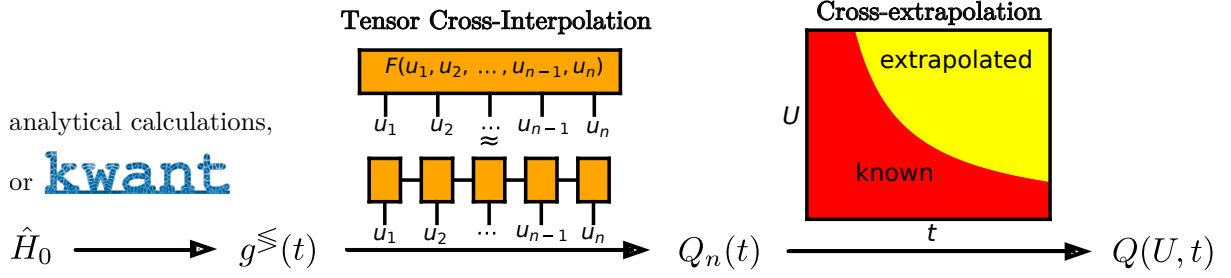 Tensor Cross-Interpolation
Cross-extrapolation
F(u₁, u₂, ..., uₙ₋₁, uₙ)
u₁ u₂ ... uₙ₋₁ uₙ
≈
u₁ u₂ ... uₙ₋₁ uₙ
extrapolated
known
U
t
analytical calculations,
or kwant
Ĥ₀ g^≶(t) Qₙ(t) Q(U, t)